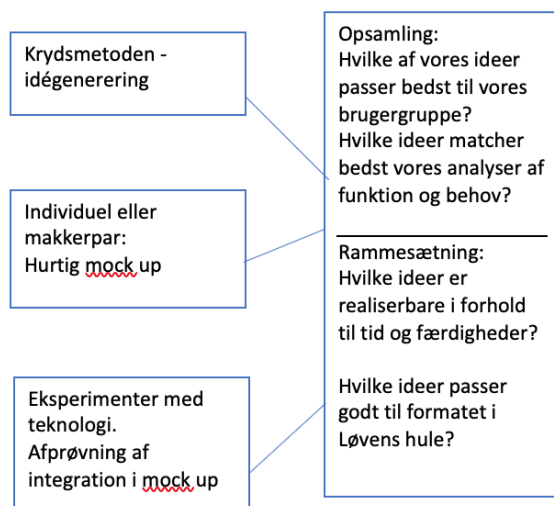 Krydsmetoden -
idégenerering
Individuel eller
makkerpar:
Hurtig mock up
Eksperimenter med
teknologi.
Afprøvning af
integration i mock up
Opsamling:
Hvilke af vores ideer
passer bedst til vores
brugergruppe?
Hvilke ideer matcher
bedst vores analyser af
funktion og behov?
Rammesætning:
Hvilke ideer er
realiserbare i forhold
til tid og færdigheder?
Hvilke ideer passer
godt til formatet i
Løvens hule?